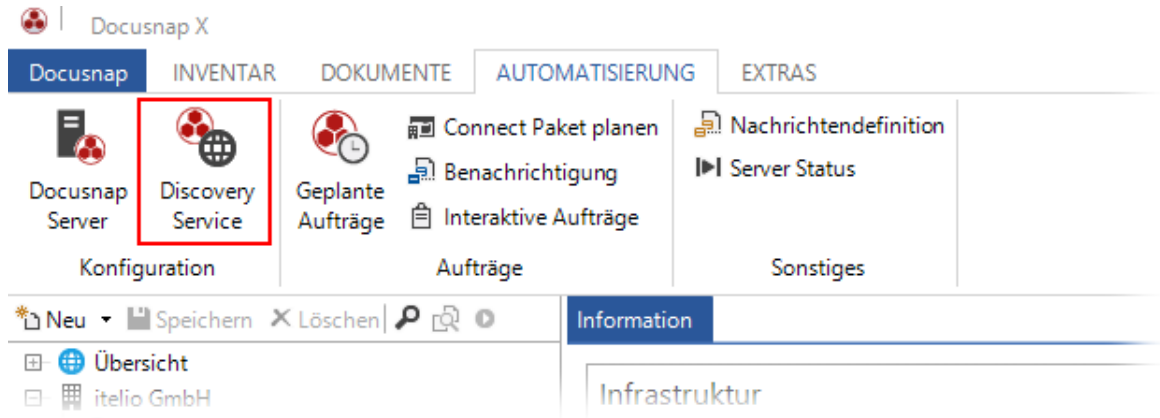 Docusnap X
Docusnap INVENTAR DOKUMENTE AUTOMATISIERUNG EXTRAS
Docusnap Server
Discovery Service
Geplante Aufträge
Connect Paket planen
Benachrichtigung
Interaktive Aufträge
Nachrichtendefinition
Server Status
Konfiguration Aufträge Sonstiges
Neu Speichern Löschen Information
Übersicht
itelio GmbH
Infrastruktur